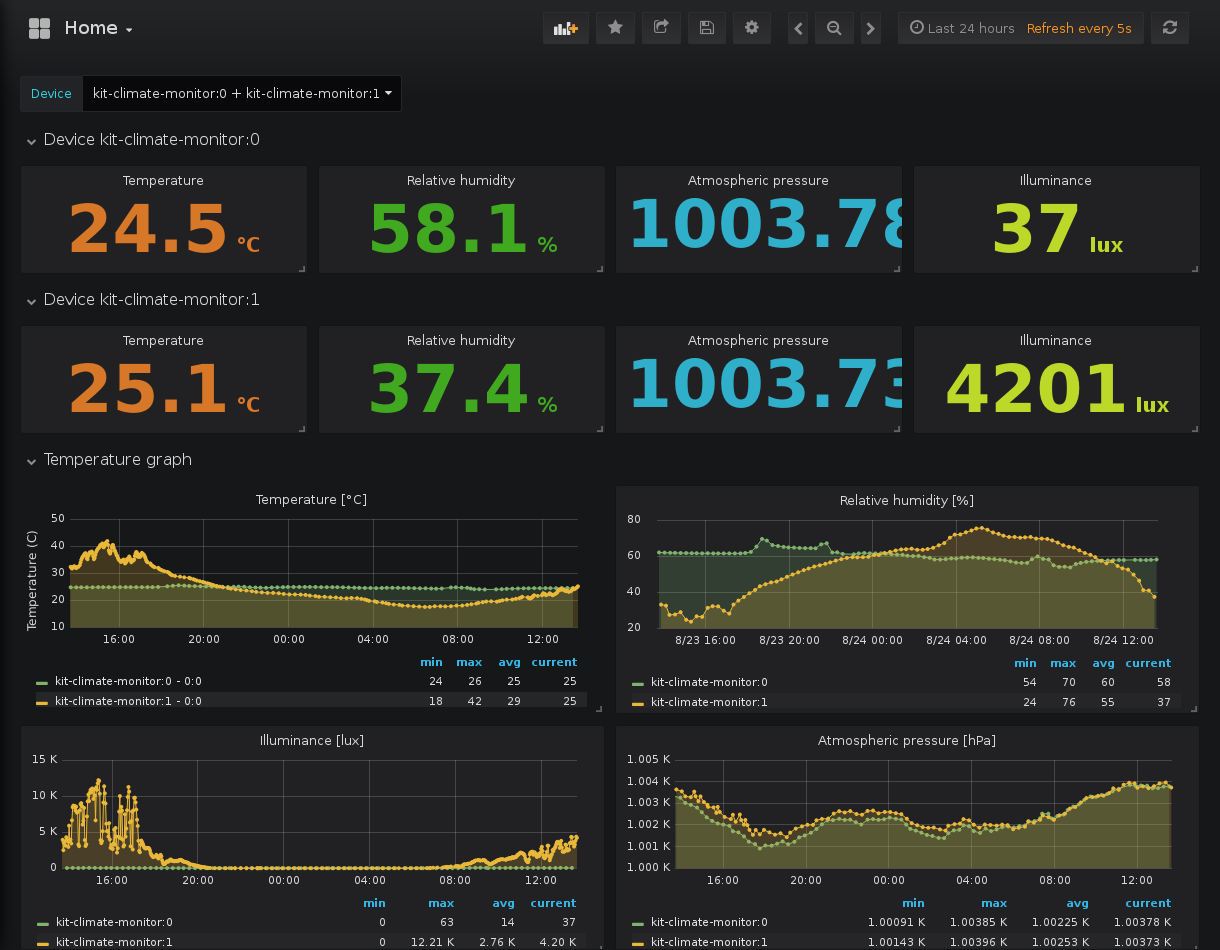 Home
Last 24 hours Refresh every 5s
Device kit-climate-monitor:0 + kit-climate-monitor:1
Device kit-climate-monitor:0
Temperature Relative humidity Atmospheric pressure Illuminance
24.5 °C 58.1 % 1003.78 37 lux
Device kit-climate-monitor:1
Temperature Relative humidity Atmospheric pressure Illuminance
25.1 °C 37.4 % 1003.73 4201 lux
Temperature graph
Temperature [°C]
Temperature (C)
50
40
30
20
10
16:00 20:00 00:00 04:00 08:00 12:00
min max avg current
kit-climate-monitor:0 - 0:0 24 26 25 25
kit-climate-monitor:1 - 0:0 18 42 29 25
Relative humidity [%]
80
60
40
20
8/23 16:00 8/23 20:00 8/24 00:00 8/24 04:00 8/24 08:00 8/24 12:00
min max avg current
kit-climate-monitor:0 54 70 60 58
kit-climate-monitor:1 24 76 55 37
Illuminance [lux]
15 K
10 K
5 K
0
16:00 20:00 00:00 04:00 08:00 12:00
min max avg current
kit-climate-monitor:0 0 63 14 37
kit-climate-monitor:1 0 12.21 K 2.76 K 4.20 K
Atmospheric pressure [hPa]
1.005 K
1.004 K
1.003 K
1.002 K
1.001 K
1.000 K
16:00 20:00 00:00 04:00 08:00 12:00
min max avg current
kit-climate-monitor:0 1.00091 K 1.00385 K 1.00225 K 1.00378 K
kit-climate-monitor:1 1.00143 K 1.00396 K 1.00253 K 1.00373 K